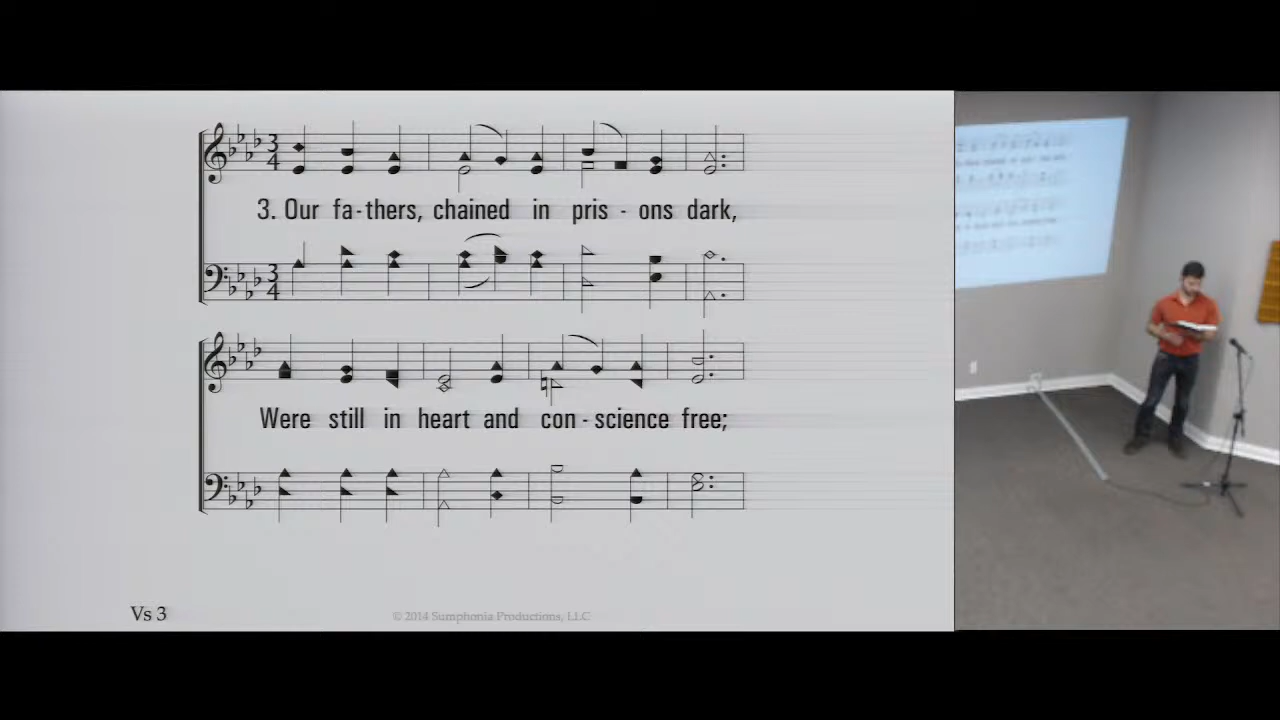 3. Our fa-thers, chained in pris - ons dark,
Were still in heart and con - science free;
Vs 3
© 2014 Sumphonia Productions, LLC